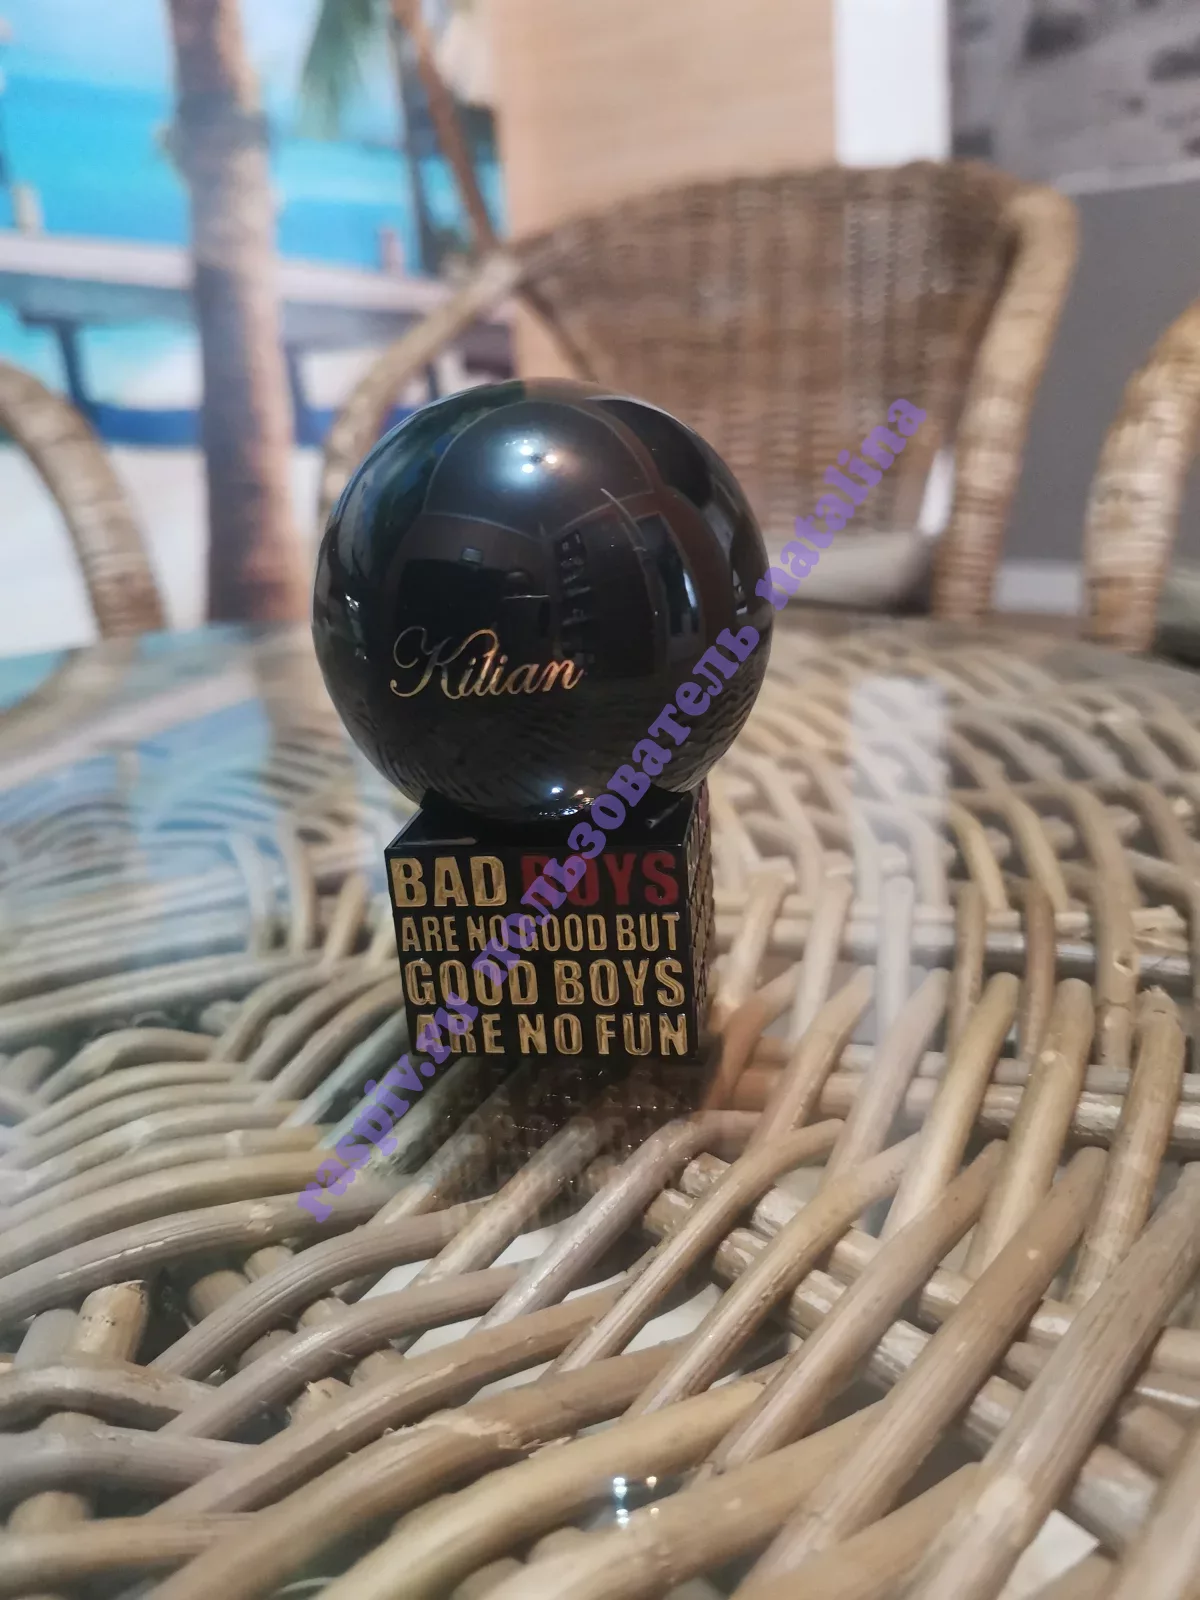 Kilian
BAD BOYS
ARE NO GOOD BUT
GOOD BOYS
ARE NO FUN
raspiv.ru пользователь natalina